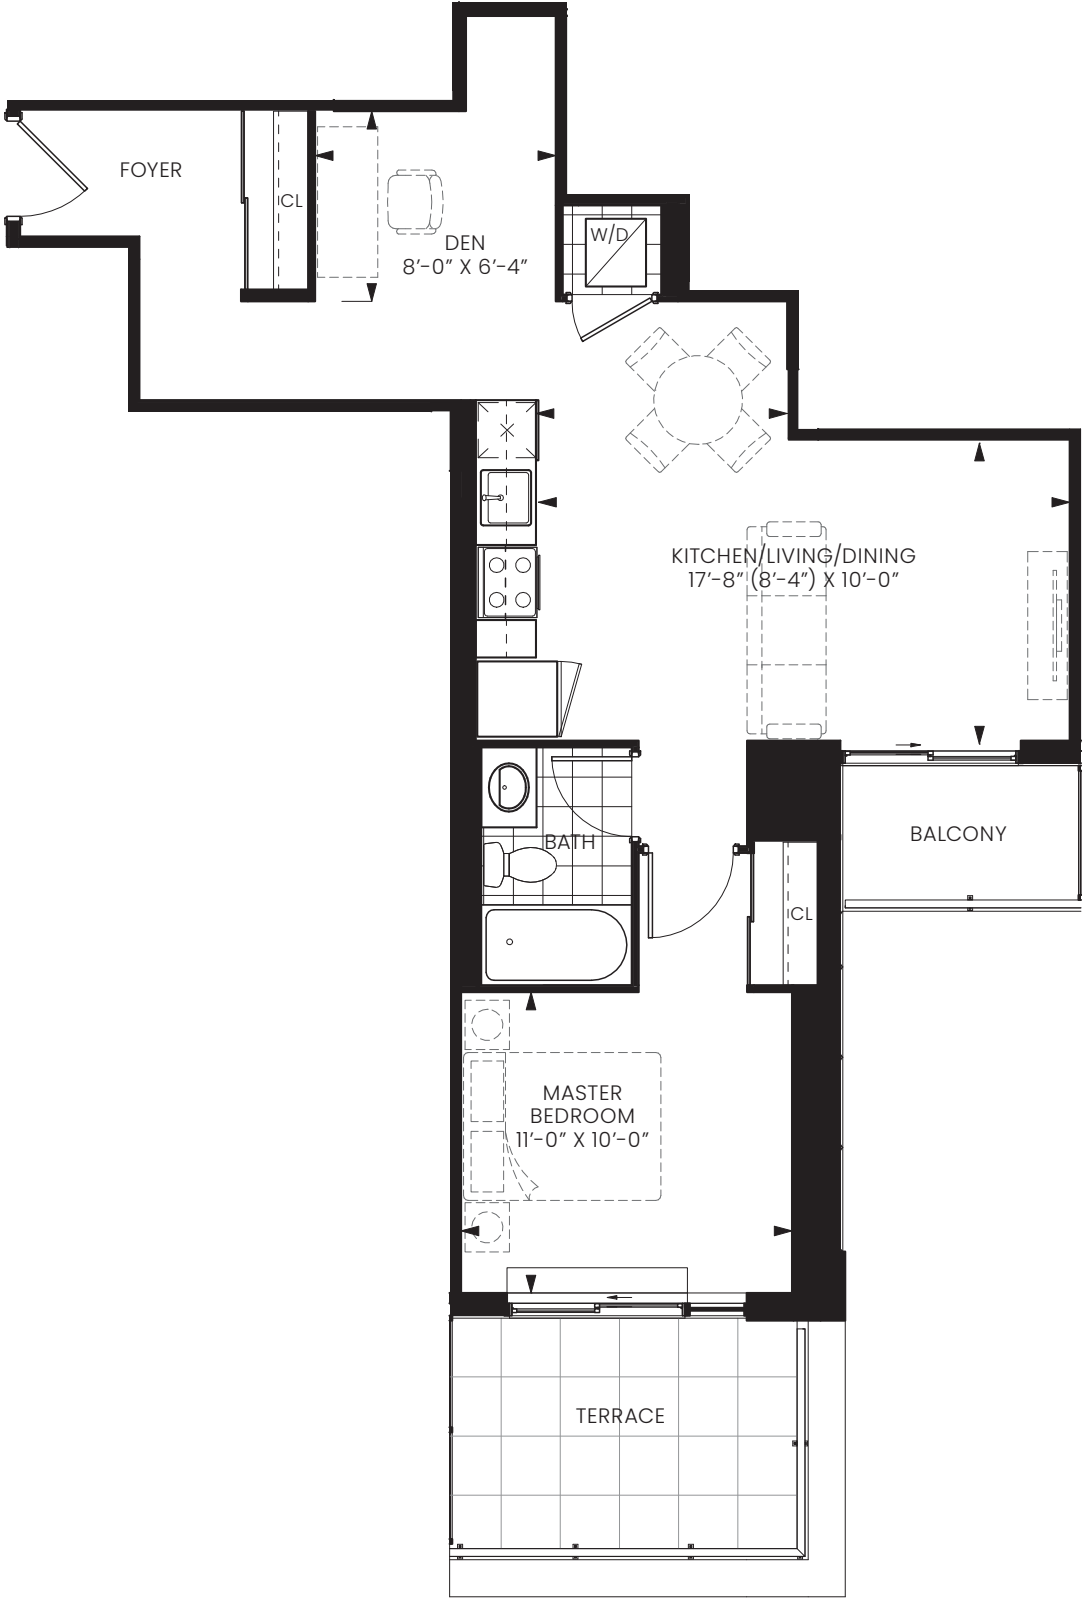 FOYER
CL
DEN
8'-0" X 6'-4"
W/D
KITCHEN/LIVING/DINING
17'-8" (8'-4") X 10'-0"
BATH
BALCONY
CL
MASTER
BEDROOM
11'-0" X 10'-0"
TERRACE